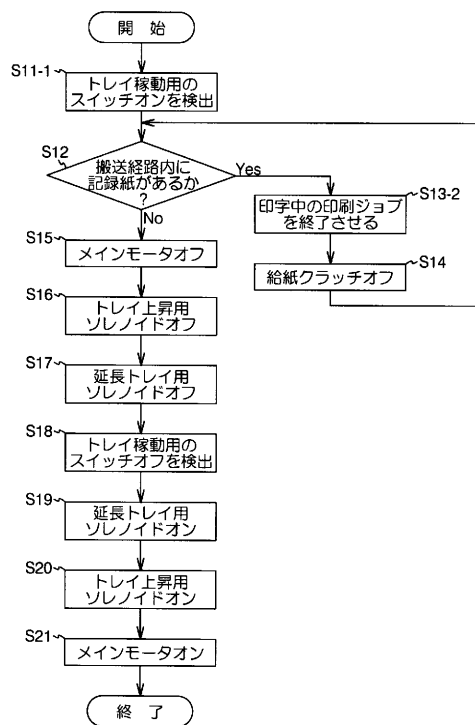 開 始
S11-1
トレイ稼動用の
スイッチオンを検出
S12
搬送経路内に
記録紙があるか
?
Yes
No
S13-2
印字中の印刷ジョブ
を終了させる
S14
給紙クラッチオフ
S15
メインモータオフ
S16
トレイ上昇用
ソレノイドオフ
S17
延長トレイ用
ソレノイドオフ
S18
トレイ稼動用の
スイッチオフを検出
S19
延長トレイ用
ソレノイドオン
S20
トレイ上昇用
ソレノイドオン
S21
メインモータオン
終 了